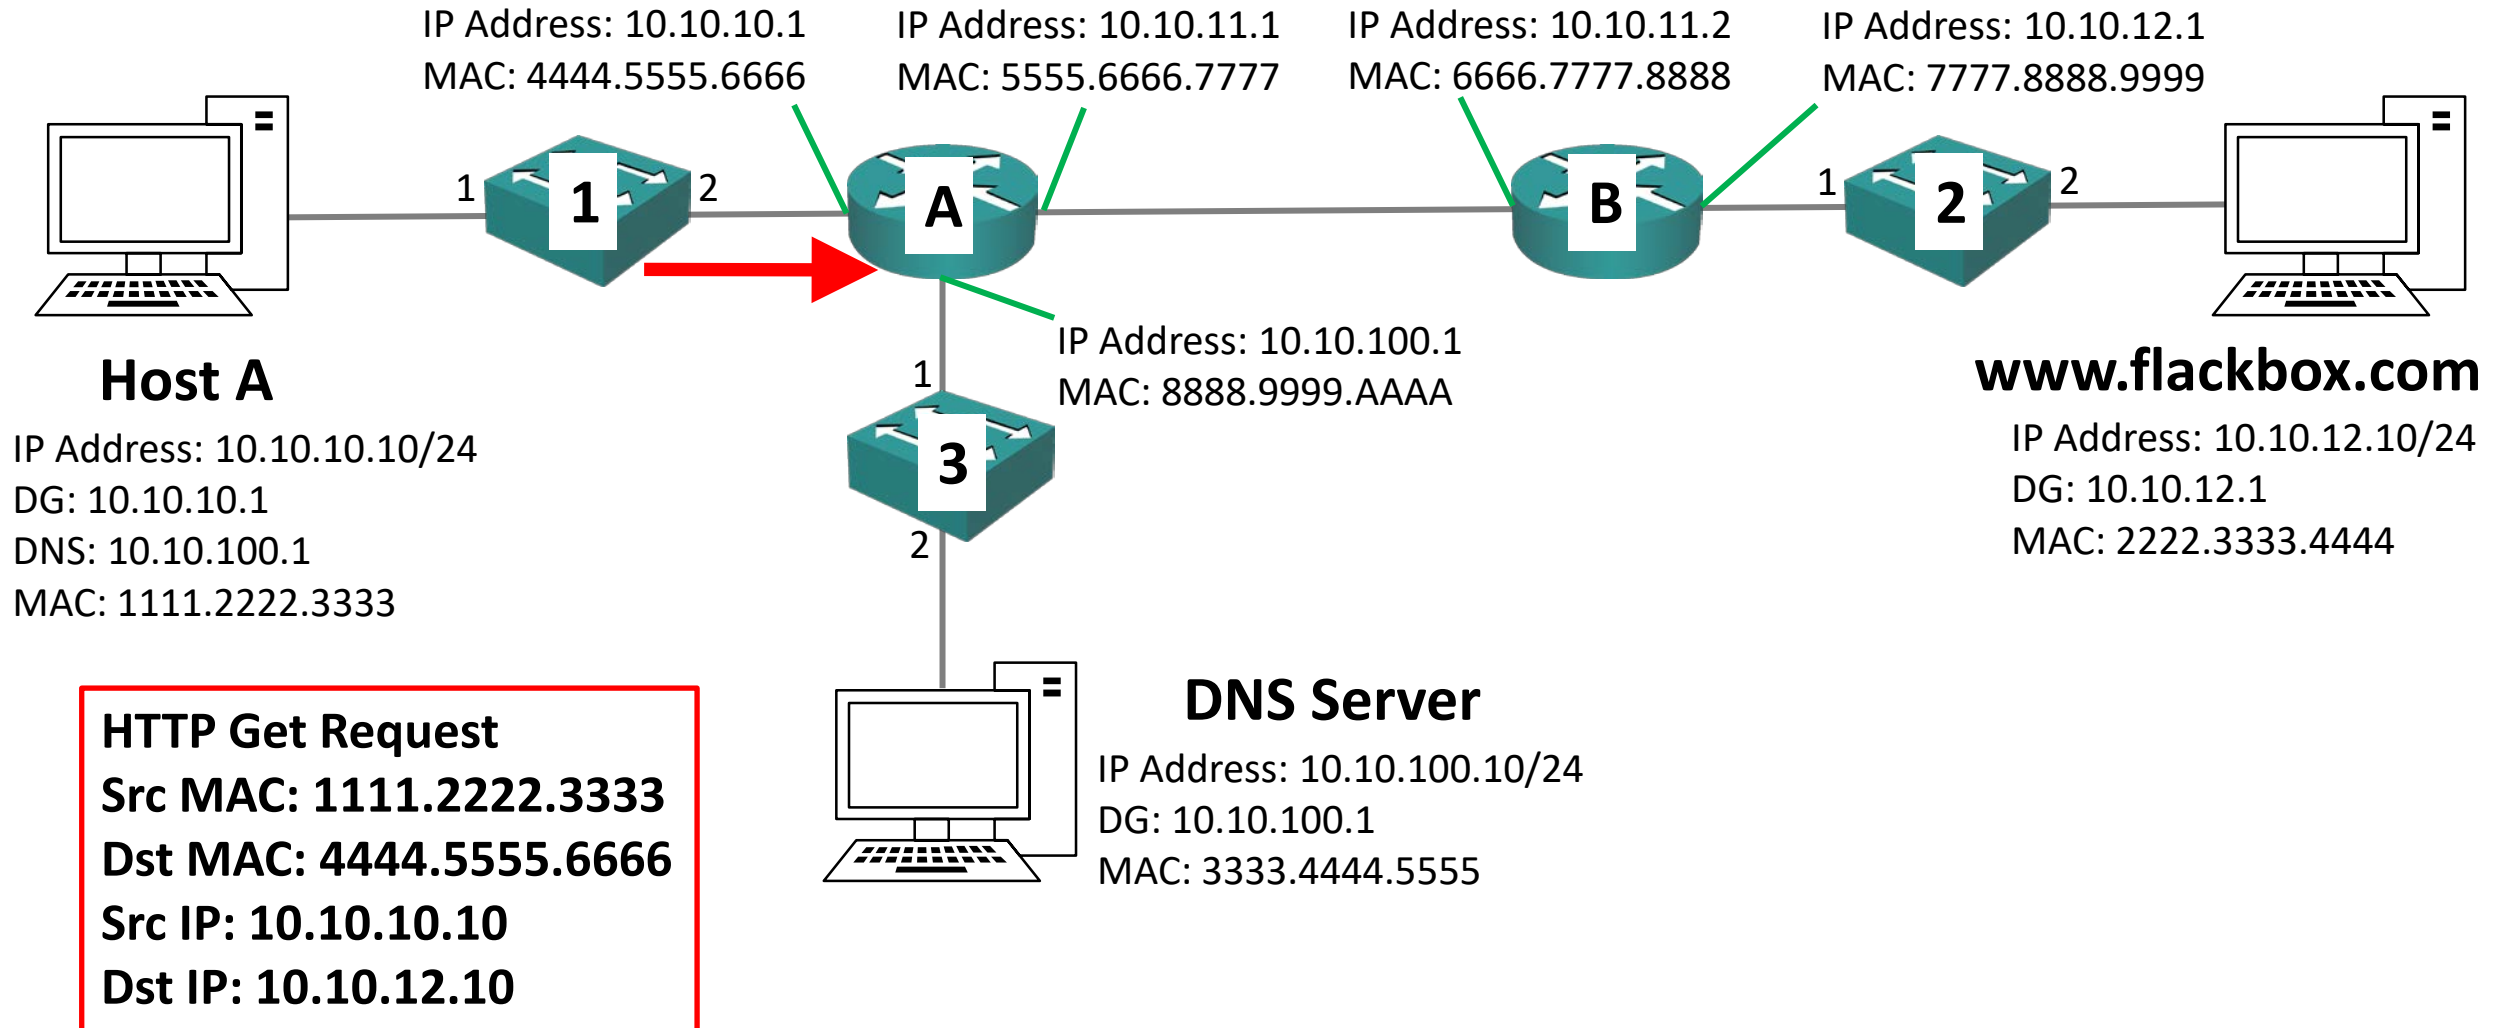 IP Address: 10.10.10.1
MAC: 4444.5555.6666
IP Address: 10.10.11.1
MAC: 5555.6666.7777
IP Address: 10.10.11.2
MAC: 6666.7777.8888
IP Address: 10.10.12.1
MAC: 7777.8888.9999
1
1
2
A
B
1
2
2
IP Address: 10.10.100.1
MAC: 8888.9999.AAAA
1
3
2
Host A
IP Address: 10.10.10.10/24
DG: 10.10.10.1
DNS: 10.10.100.1
MAC: 1111.2222.3333
www.flackbox.com
IP Address: 10.10.12.10/24
DG: 10.10.12.1
MAC: 2222.3333.4444
HTTP Get Request
Src MAC: 1111.2222.3333
Dst MAC: 4444.5555.6666
Src IP: 10.10.10.10
Dst IP: 10.10.12.10
DNS Server
IP Address: 10.10.100.10/24
DG: 10.10.100.1
MAC: 3333.4444.5555